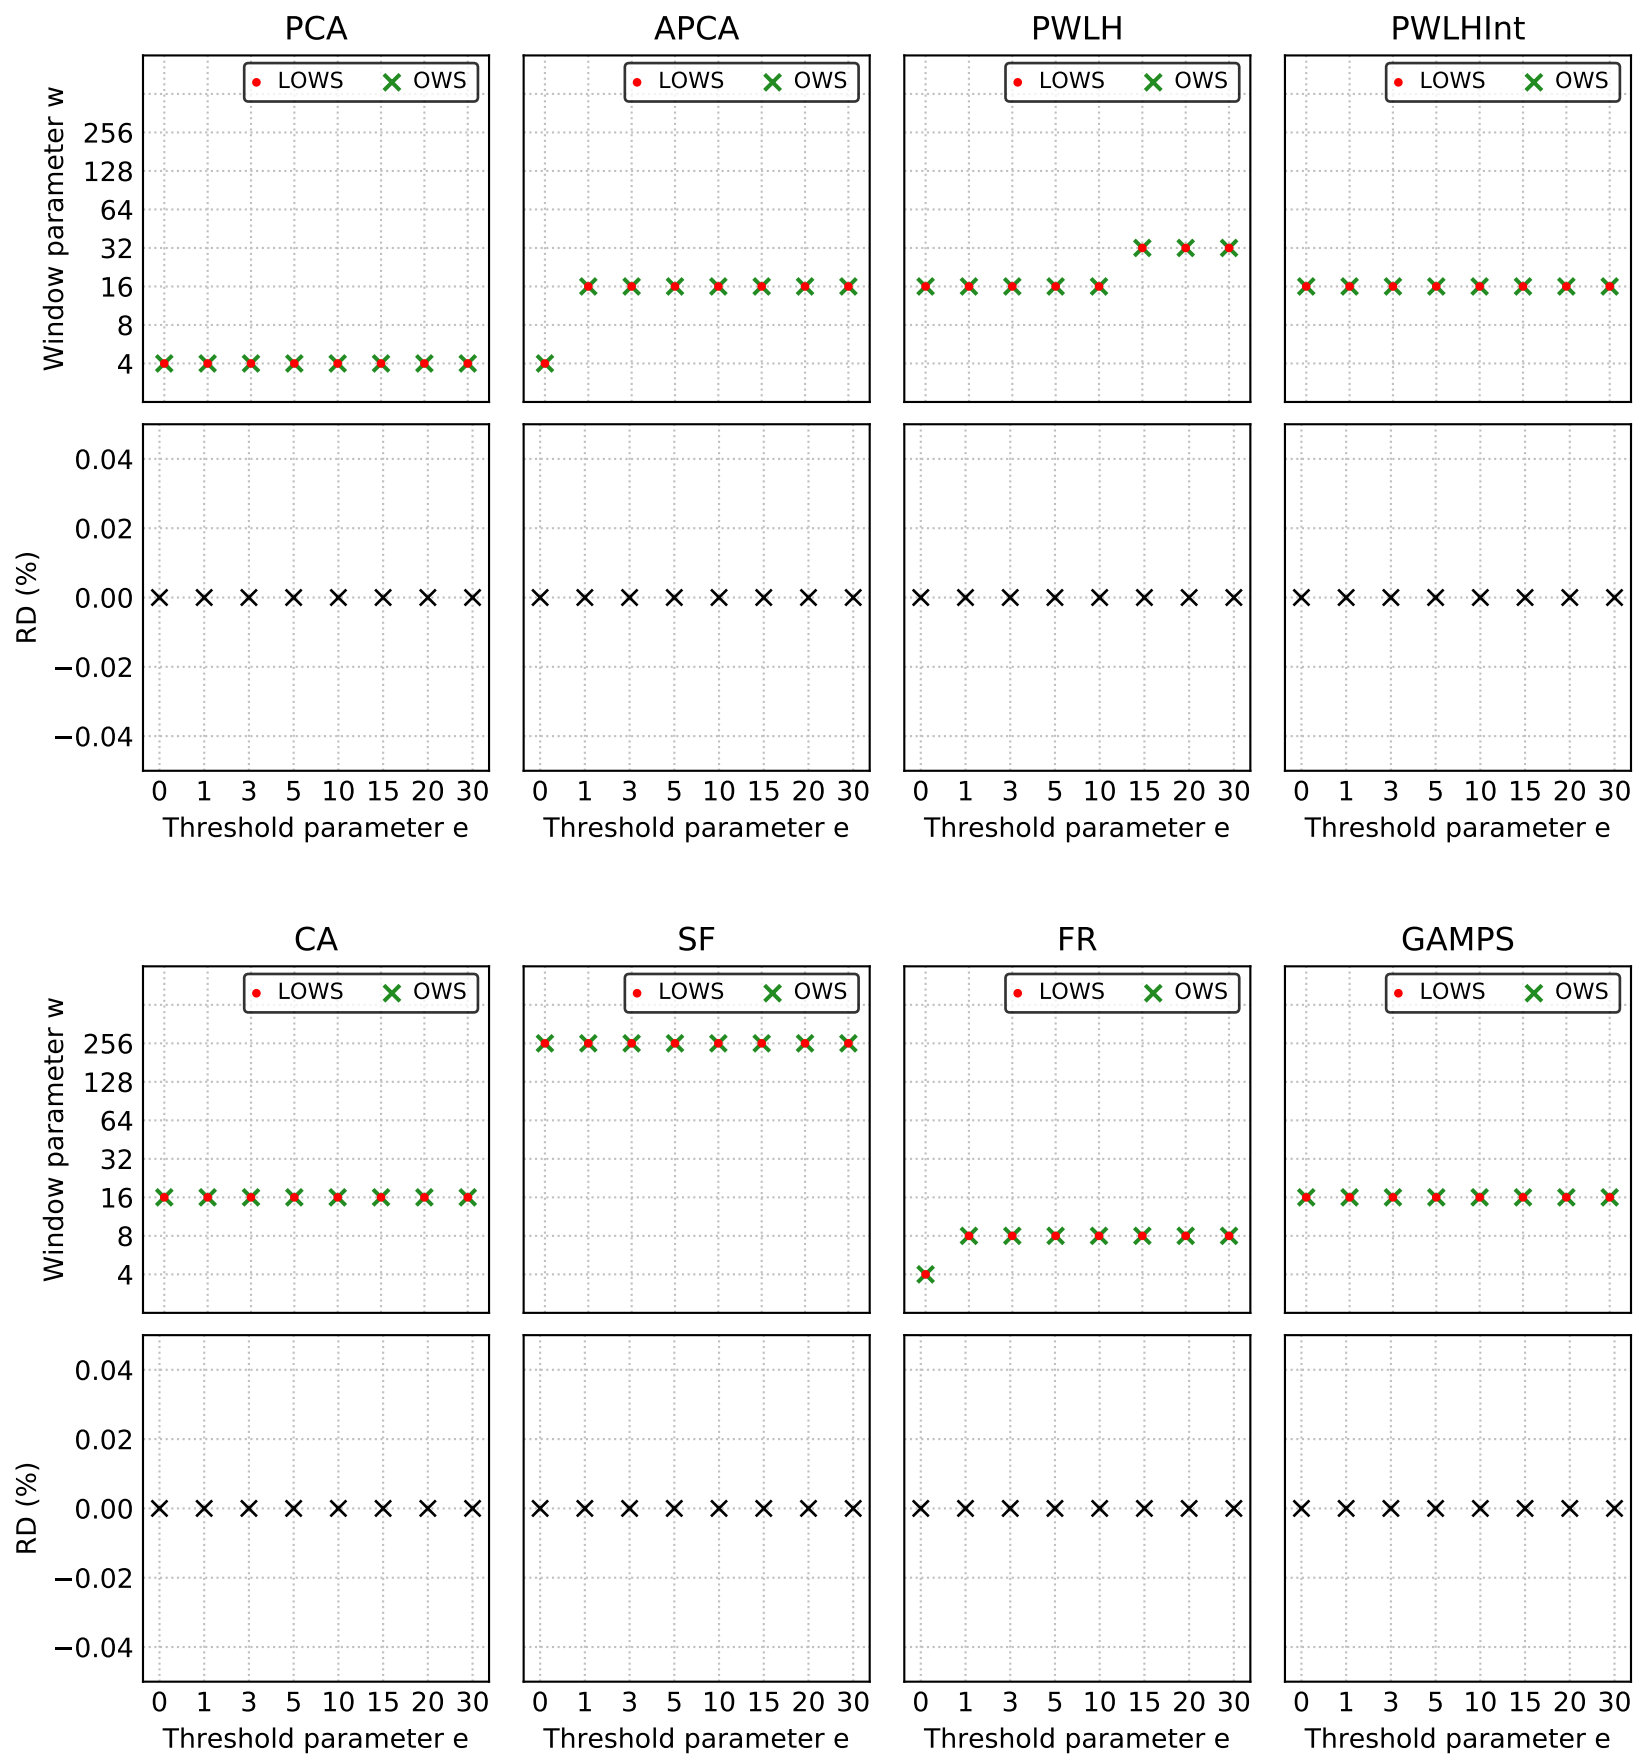 PCA APCA PWLH PWLHInt
LOWS OWS LOWS OWS LOWS OWS LOWS OWS
Window parameter w
256
128
64
32
16
8
4
RD (%)
0.04
0.02
0.00
−0.02
−0.04
0 1 3 5 10 15 20 30 0 1 3 5 10 15 20 30 0 1 3 5 10 15 20 30 0 1 3 5 10 15 20 30
Threshold parameter e Threshold parameter e Threshold parameter e Threshold parameter e
CA SF FR GAMPS
LOWS OWS LOWS OWS LOWS OWS LOWS OWS
Window parameter w
256
128
64
32
16
8
4
RD (%)
0.04
0.02
0.00
−0.02
−0.04
0 1 3 5 10 15 20 30 0 1 3 5 10 15 20 30 0 1 3 5 10 15 20 30 0 1 3 5 10 15 20 30
Threshold parameter e Threshold parameter e Threshold parameter e Threshold parameter e